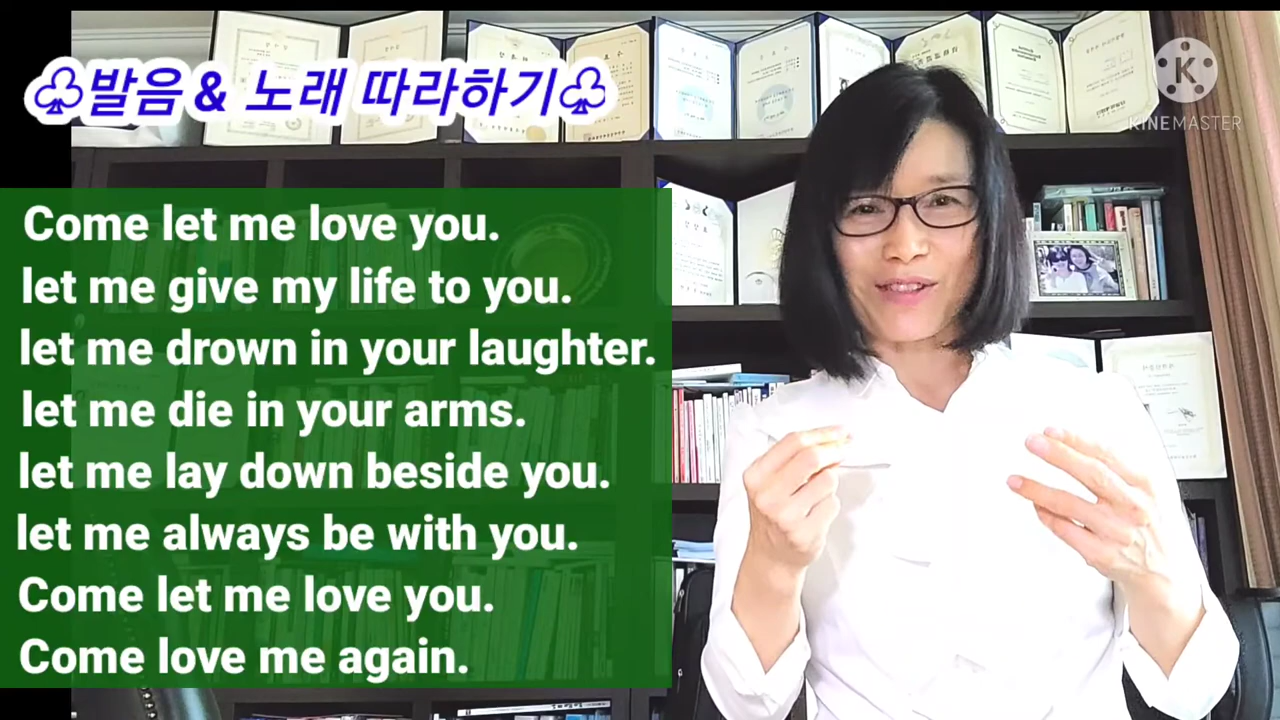 ♧발음 & 노래 따라하기♧
KINEMASTER
Come let me love you.
let me give my life to you.
let me drown in your laughter.
let me die in your arms.
let me lay down beside you.
let me always be with you.
Come let me love you.
Come love me again.